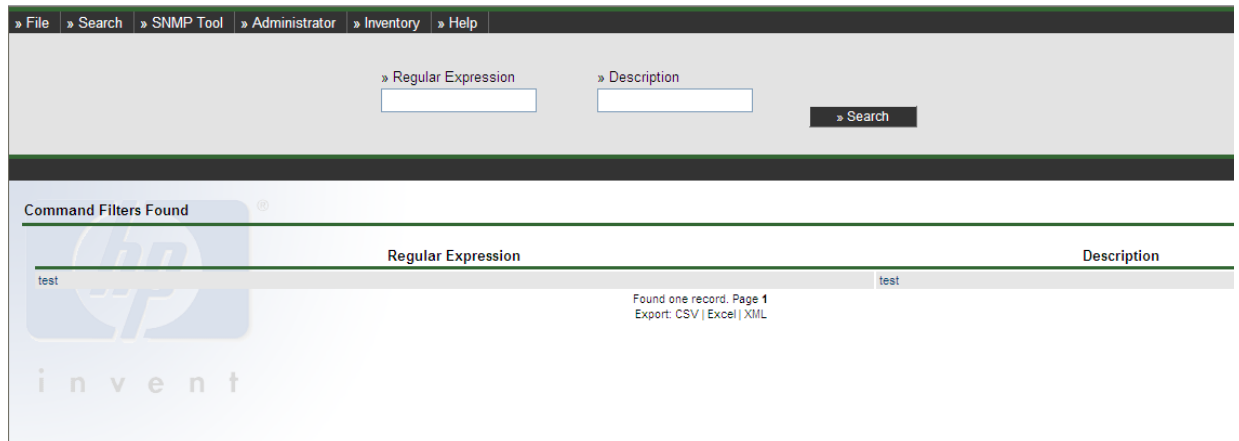 » File » Search » SNMP Tool » Administrator » Inventory » Help
» Regular Expression » Description
» Search
Command Filters Found
®
hp
Regular Expression Description
test test
Found one record. Page 1
Export: CSV | Excel | XML
invent